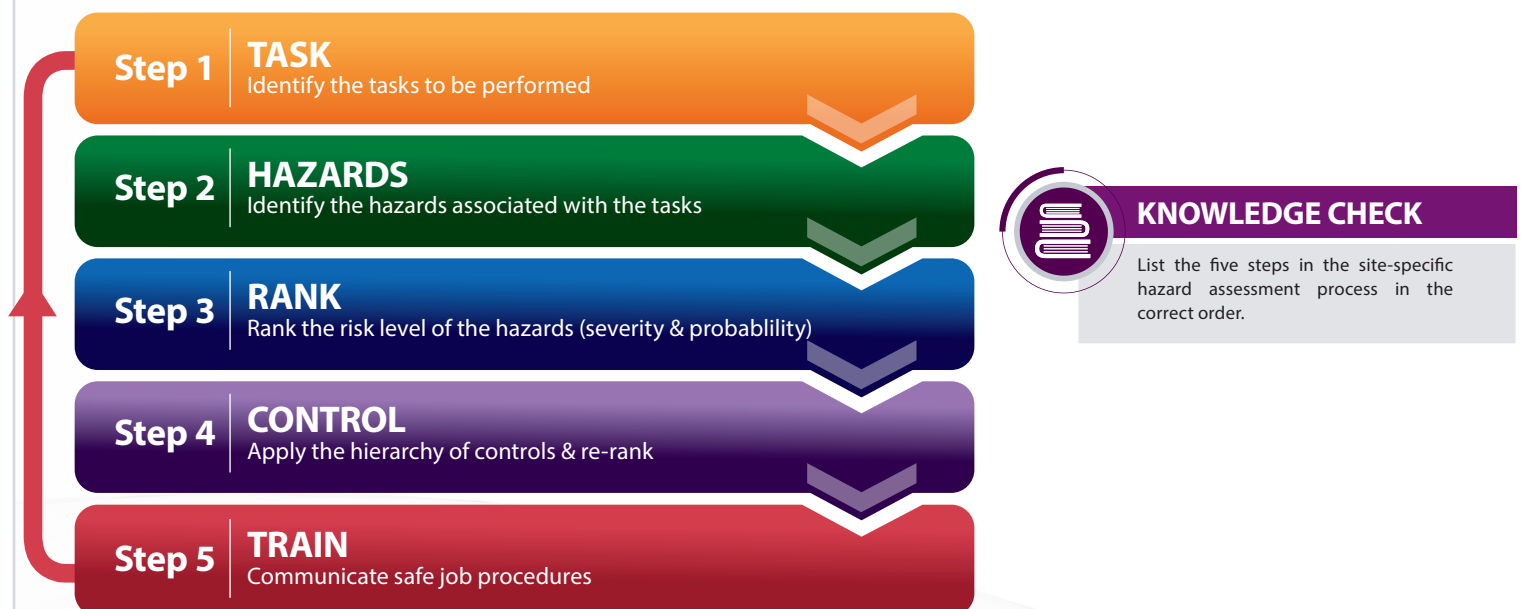 Step 1
TASK
Identify the tasks to be performed
Step 2
HAZARDS
Identify the hazards associated with the tasks
Step 3
RANK
Rank the risk level of the hazards (severity & probablility)
Step 4
CONTROL
Apply the hierarchy of controls & re-rank
Step 5
TRAIN
Communicate safe job procedures
KNOWLEDGE CHECK
List the five steps in the site-specific
hazard assessment process in the
correct order.